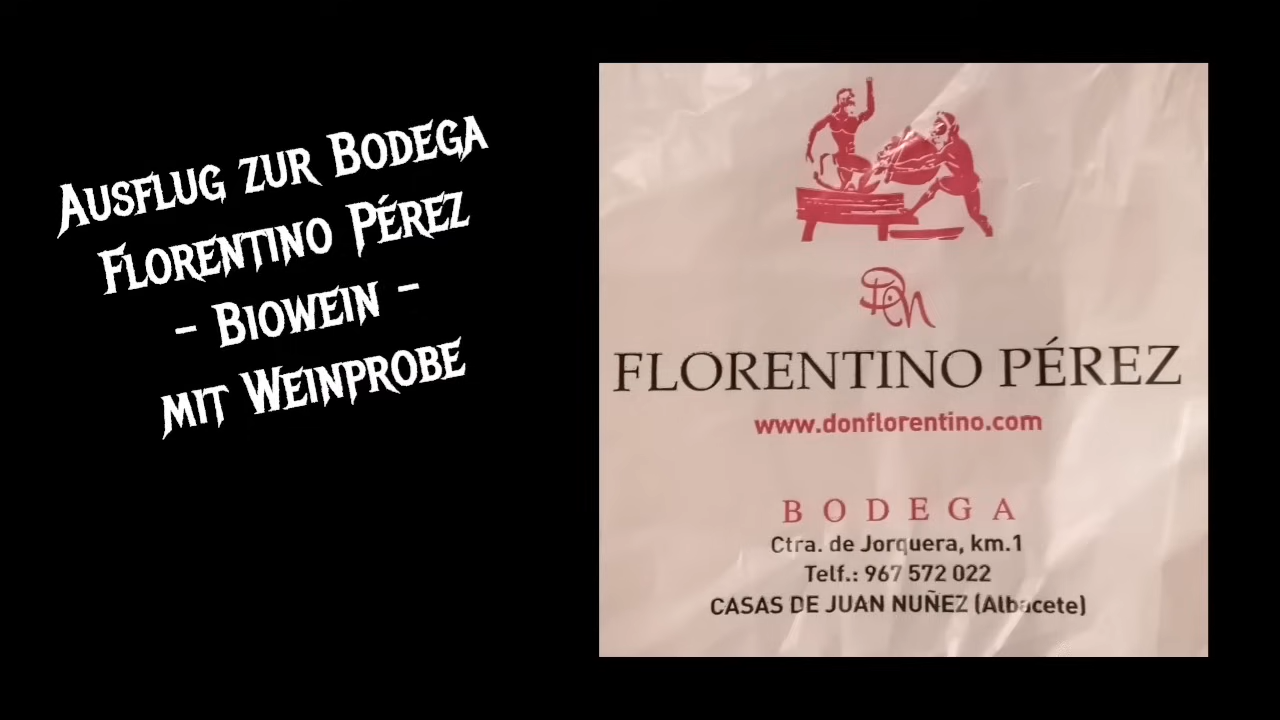 Ausflug zur Bodega
Florentino Pérez
- Biowein -
mit Weinprobe
Don
FLORENTINO PÉREZ
www.donflorentino.com
BODEGA
Ctra. de Jorquera, km.1
Telf.: 967 572 022
CASAS DE JUAN NUÑEZ (Albacete)